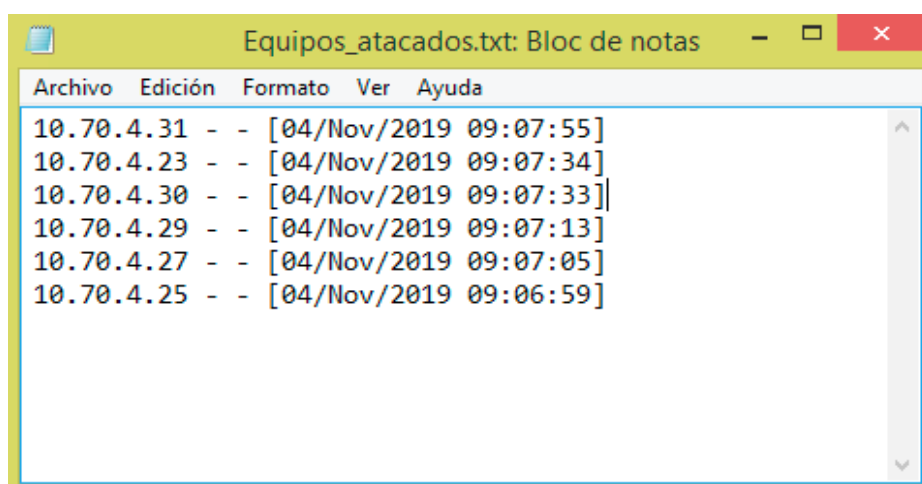 Equipos_atacados.txt: Bloc de notas
Archivo Edición Formato Ver Ayuda
10.70.4.31 - - [04/Nov/2019 09:07:55]
10.70.4.23 - - [04/Nov/2019 09:07:34]
10.70.4.30 - - [04/Nov/2019 09:07:33]
10.70.4.29 - - [04/Nov/2019 09:07:13]
10.70.4.27 - - [04/Nov/2019 09:07:05]
10.70.4.25 - - [04/Nov/2019 09:06:59]